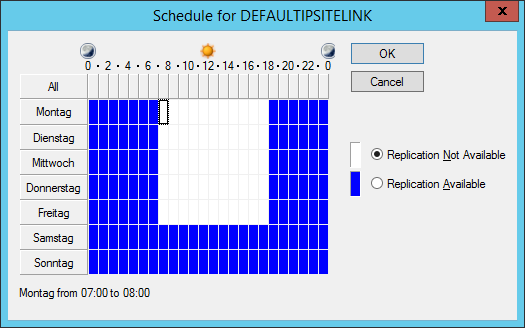 Schedule for DEFAULTIPSITELINK
x
0 · 2 · 4 · 6 · 8 · 10 · 12 · 14 · 16 · 18 · 20 · 22 · 0
OK
All
Cancel
Montag
Dienstag
Mittwoch
Replication Not Available
Donnerstag
Replication Available
Freitag
Samstag
Sonntag
Montag from 07:00 to 08:00